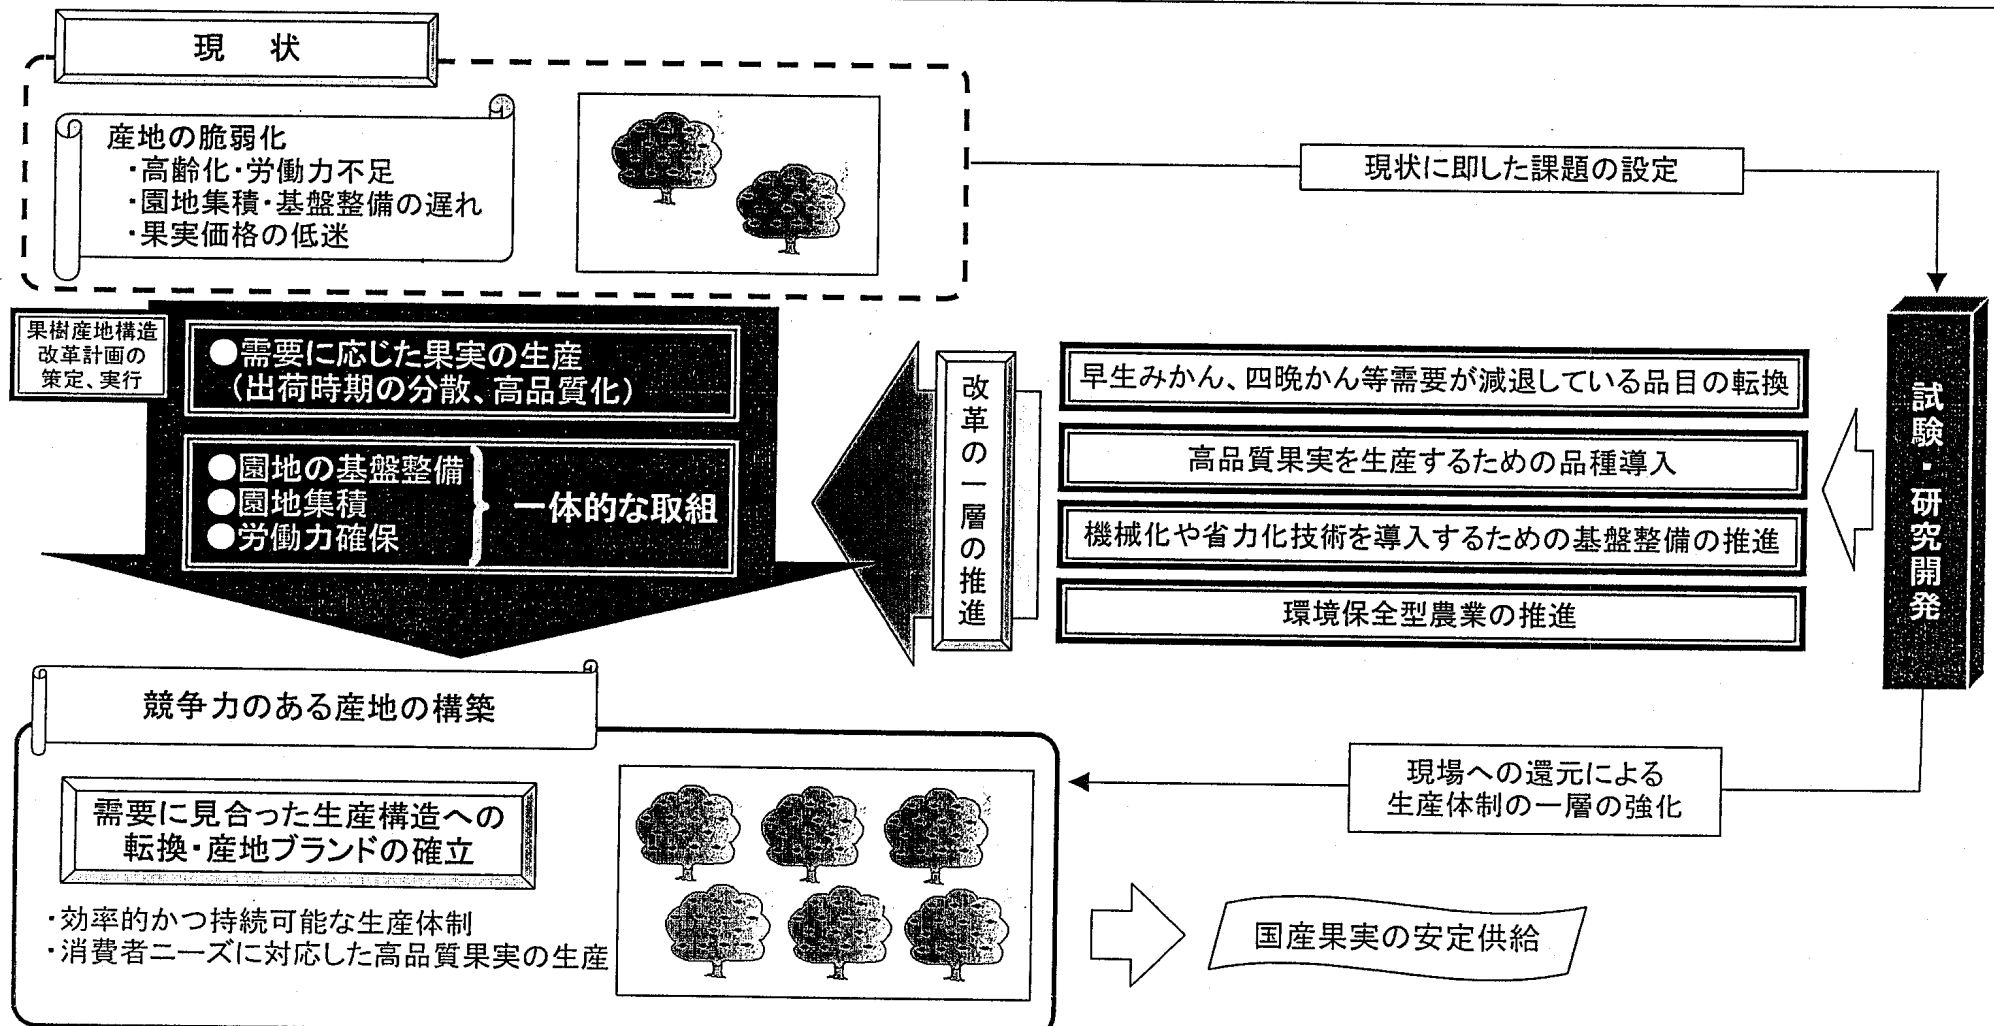 現　状
産地の脆弱化
・高齢化・労働力不足
・園地集積・基盤整備の遅れ
・果実価格の低迷
現状に即した課題の設定
果樹産地構造
改革計画の
策定、実行
●需要に応じた果実の生産
（出荷時期の分散、高品質化）
●園地の基盤整備
●園地集積
●労働力確保
一体的な取組
改革の一層の推進
早生みかん、四晩かん等需要が減退している品目の転換
高品質果実を生産するための品種導入
機械化や省力化技術を導入するための基盤整備の推進
環境保全型農業の推進
試験・研究開発
競争力のある産地の構築
需要に見合った生産構造への
転換・産地ブランドの確立
・効率的かつ持続可能な生産体制
・消費者ニーズに対応した高品質果実の生産
現場への還元による
生産体制の一層の強化
国産果実の安定供給